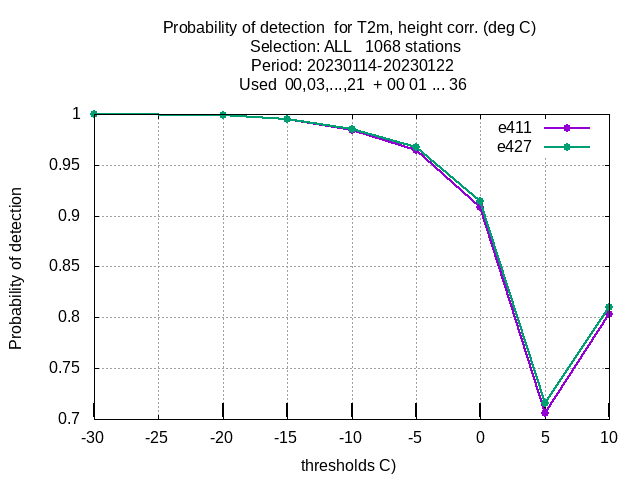 Probability of detection  for T2m, height corr. (deg C)
Selection: ALL   1068 stations
Period: 20230114-20230122
Used  00,03,...,21  + 00 01 ... 36
e411
e427
1
0.95
0.9
0.85
0.8
0.75
0.7
Probability of detection
-30 -25 -20 -15 -10 -5 0 5 10
thresholds C)